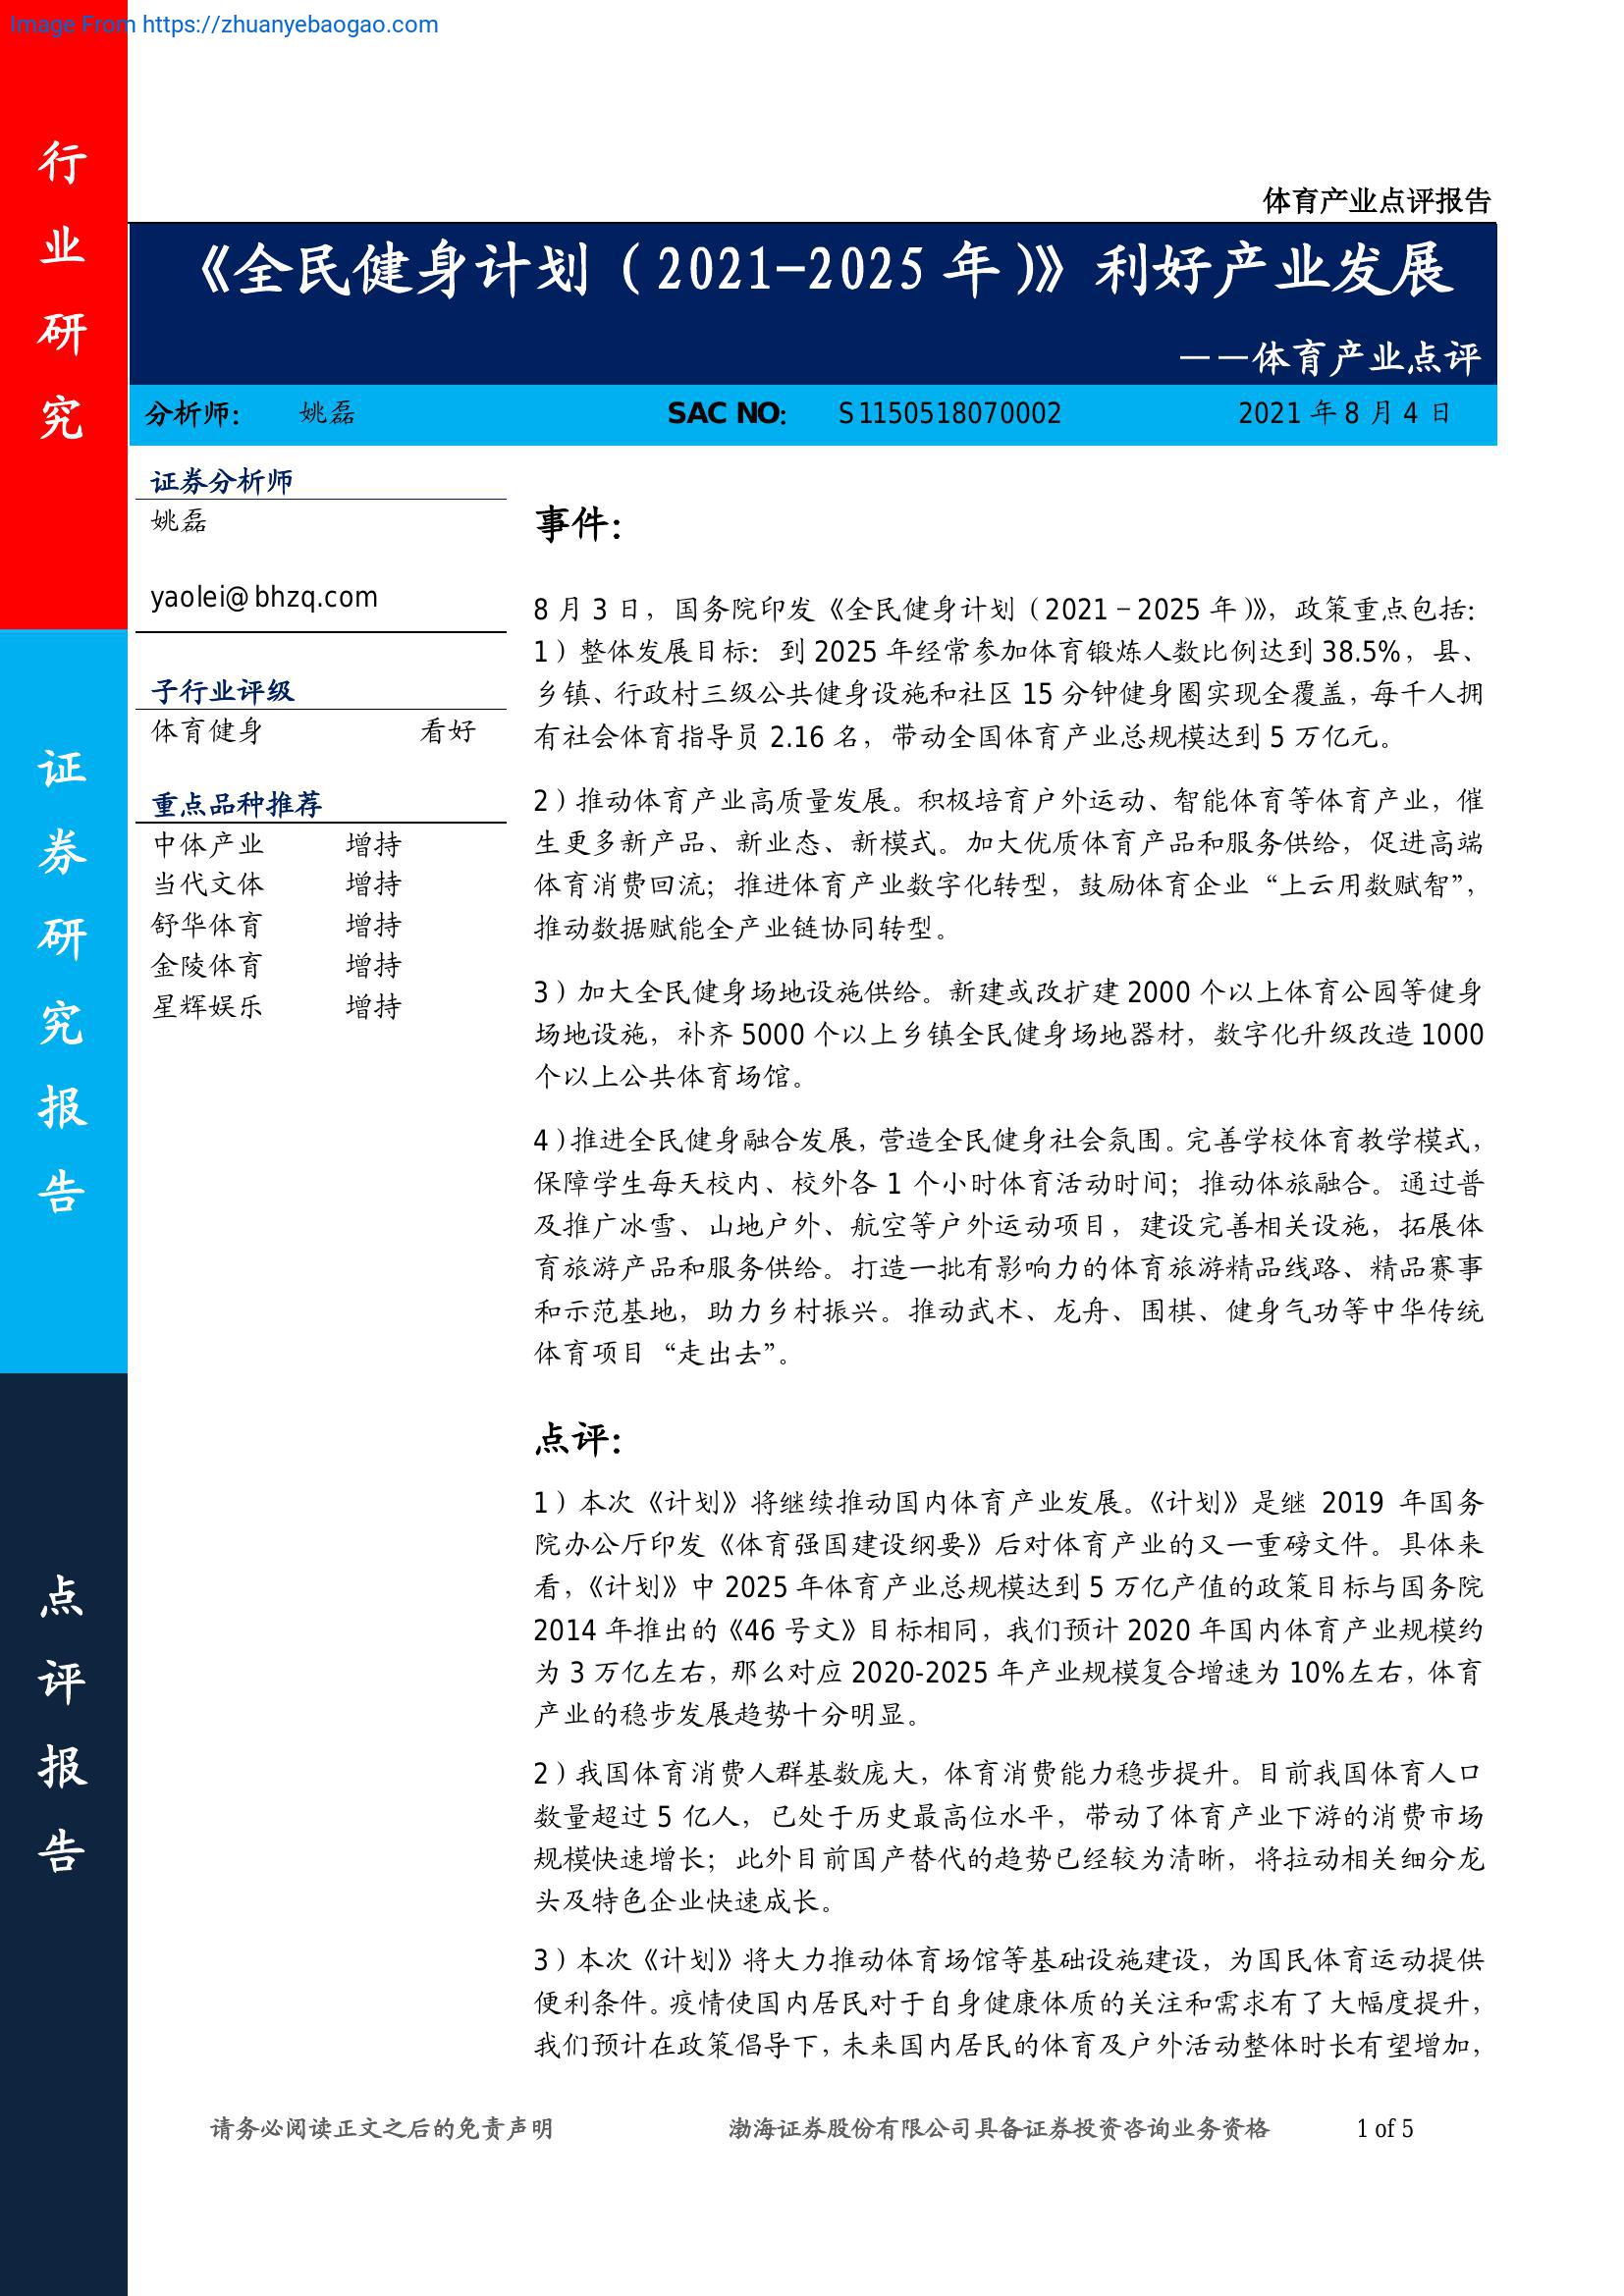 Image From https://zhuanyebaogao.com
行
业
研
究
证
券
研
究
报
告
点
评
报
告
体育产业点评报告
《全民健身计划（2021—2025 年）》利好产业发展
——体育产业点评
分析师： 姚磊 SAC NO： S1150518070002 2021 年 8 月 4 日
证券分析师
姚磊
yaolei@bhzq.com
子行业评级
体育健身 看好
重点品种推荐
中体产业 增持
当代文体 增持
舒华体育 增持
金陵体育 增持
星辉娱乐 增持
事件：
8 月 3 日，国务院印发《全民健身计划（2021－2025 年）》，政策重点包括：
1）整体发展目标：到 2025 年经常参加体育锻炼人数比例达到 38.5%，县、
乡镇、行政村三级公共健身设施和社区 15 分钟健身圈实现全覆盖，每千人拥
有社会体育指导员 2.16 名，带动全国体育产业总规模达到 5 万亿元。
2）推动体育产业高质量发展。积极培育户外运动、智能体育等体育产业，催
生更多新产品、新业态、新模式。加大优质体育产品和服务供给，促进高端
体育消费回流；推进体育产业数字化转型，鼓励体育企业“上云用数赋智”，
推动数据赋能全产业链协同转型。
3）加大全民健身场地设施供给。新建或改扩建 2000 个以上体育公园等健身
场地设施，补齐 5000 个以上乡镇全民健身场地器材，数字化升级改造 1000
个以上公共体育场馆。
4）推进全民健身融合发展，营造全民健身社会氛围。完善学校体育教学模式，
保障学生每天校内、校外各 1 个小时体育活动时间；推动体旅融合。通过普
及推广冰雪、山地户外、航空等户外运动项目，建设完善相关设施，拓展体
育旅游产品和服务供给。打造一批有影响力的体育旅游精品线路、精品赛事
和示范基地，助力乡村振兴。推动武术、龙舟、围棋、健身气功等中华传统
体育项目“走出去”。
点评：
1）本次《计划》将继续推动国内体育产业发展。《计划》是继 2019 年国务
院办公厅印发《体育强国建设纲要》后对体育产业的又一重磅文件。具体来
看，《计划》中 2025 年体育产业总规模达到 5 万亿产值的政策目标与国务院
2014 年推出的《46 号文》目标相同，我们预计 2020 年国内体育产业规模约
为 3 万亿左右，那么对应 2020-2025 年产业规模复合增速为 10%左右，体育
产业的稳步发展趋势十分明显。
2）我国体育消费人群基数庞大，体育消费能力稳步提升。目前我国体育人口
数量超过 5 亿人，已处于历史最高位水平，带动了体育产业下游的消费市场
规模快速增长；此外目前国产替代的趋势已经较为清晰，将拉动相关细分龙
头及特色企业快速成长。
3）本次《计划》将大力推动体育场馆等基础设施建设，为国民体育运动提供
便利条件。疫情使国内居民对于自身健康体质的关注和需求有了大幅度提升，
我们预计在政策倡导下，未来国内居民的体育及户外活动整体时长有望增加，
请务必阅读正文之后的免责声明 渤海证券股份有限公司具备证券投资咨询业务资格 1 of 5